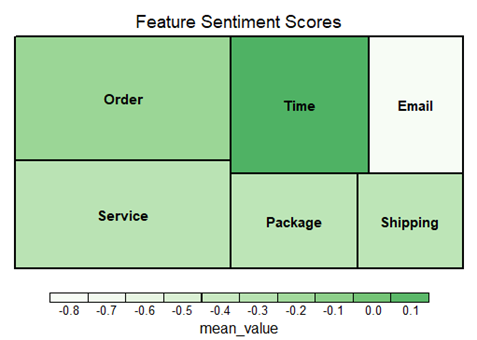 Feature Sentiment Scores
Order
Time
Email
Service
Package
Shipping
-0.8 -0.7 -0.6 -0.5 -0.4 -0.3 -0.2 -0.1 0.0 0.1
mean_value